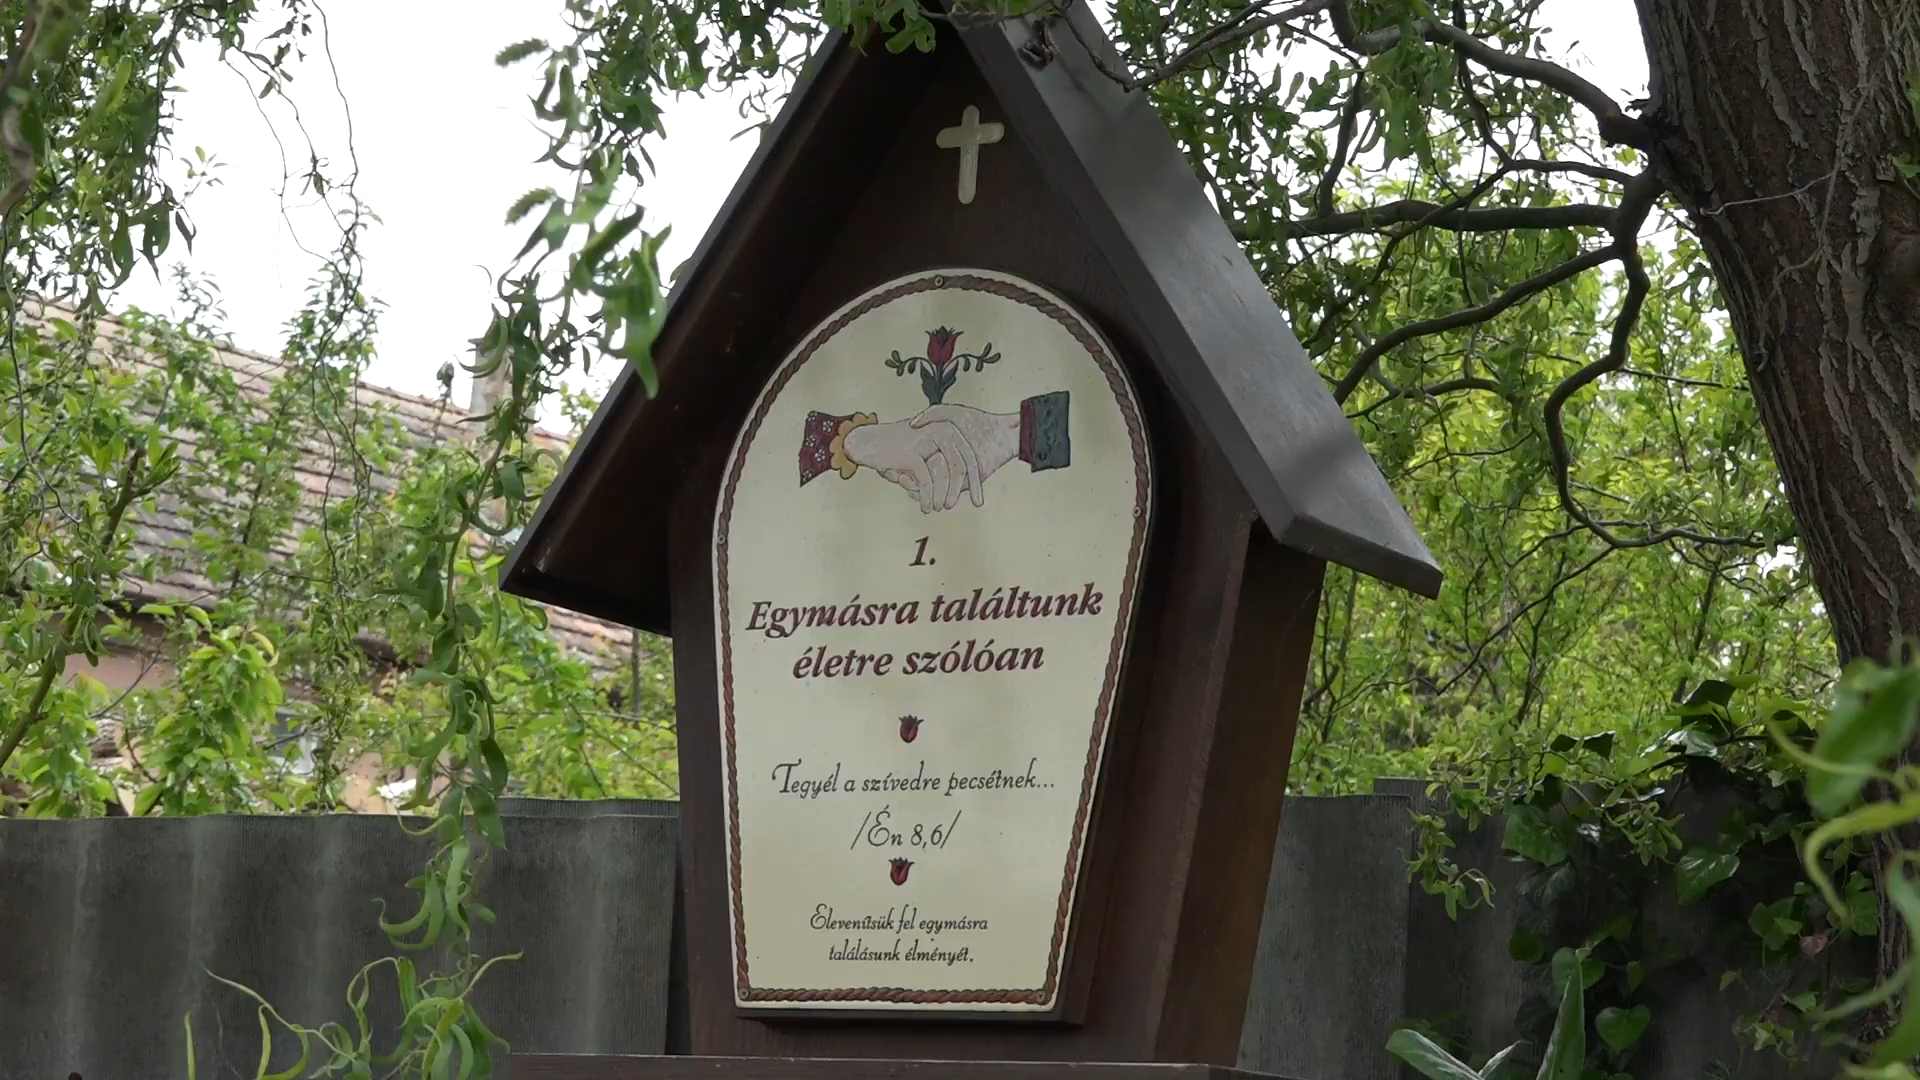 1.
Egymásra találtunk
életre szólóan
Tegyél a szívedre pecsétnek...
/Én 8,6/
Elevenítsük fel egymásra
találásunk élményét.